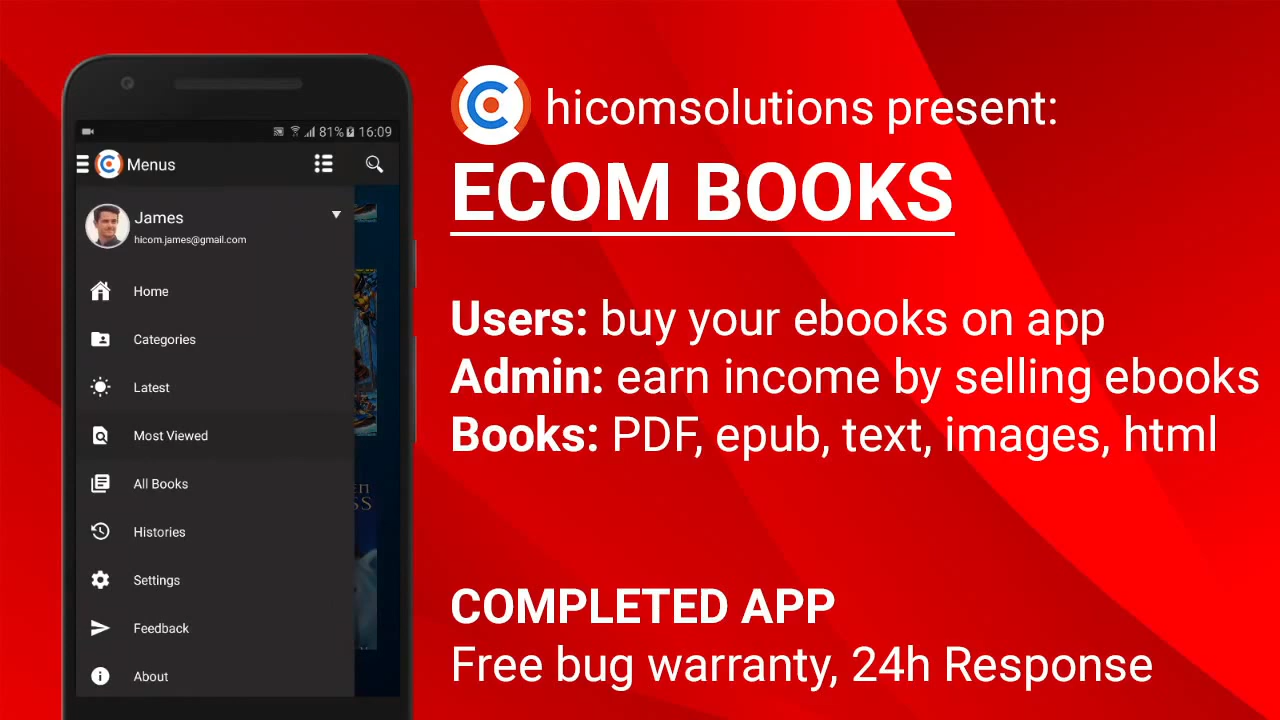 81% 16:09
Menus
James
hicom.james@gmail.com
Home
Categories
Latest
Most Viewed
All Books
Histories
Settings
Feedback
About
hicomsolutions present:
ECOM BOOKS
Users: buy your ebooks on app
Admin: earn income by selling ebooks
Books: PDF, epub, text, images, html
COMPLETED APP
Free bug warranty, 24h Response